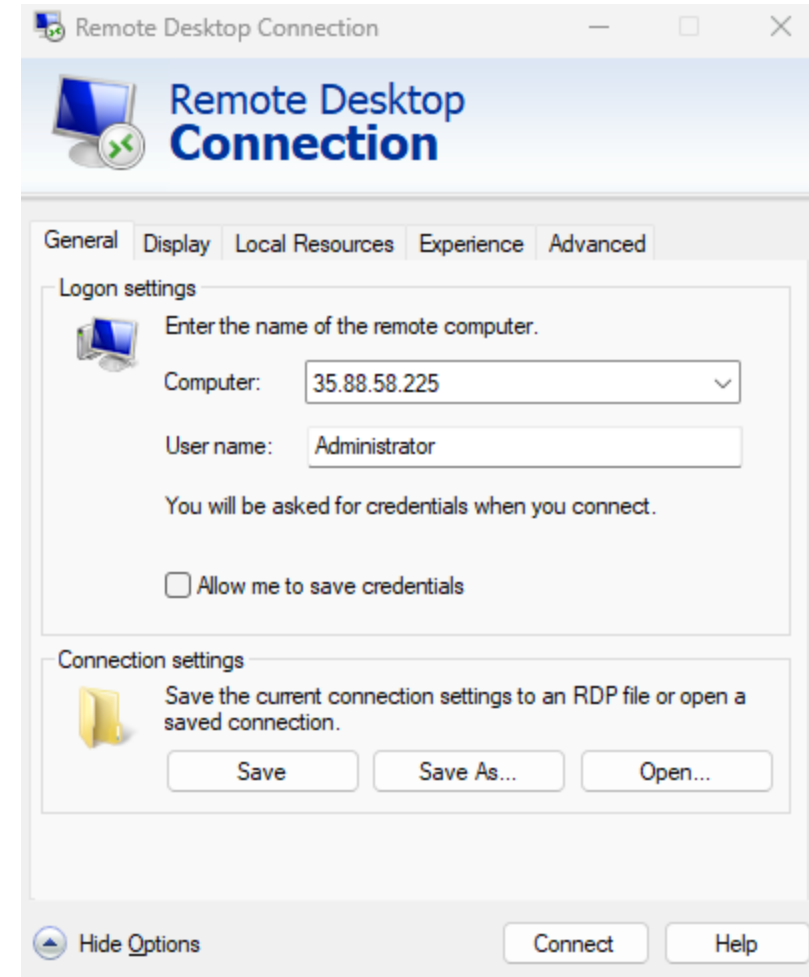 Remote Desktop Connection
Remote Desktop
Connection
General Display Local Resources Experience Advanced
Logon settings
Enter the name of the remote computer.
Computer: 35.88.58.225
User name: Administrator
You will be asked for credentials when you connect.
Allow me to save credentials
Connection settings
Save the current connection settings to an RDP file or open a
saved connection.
Save Save As... Open...
Hide Options Connect Help